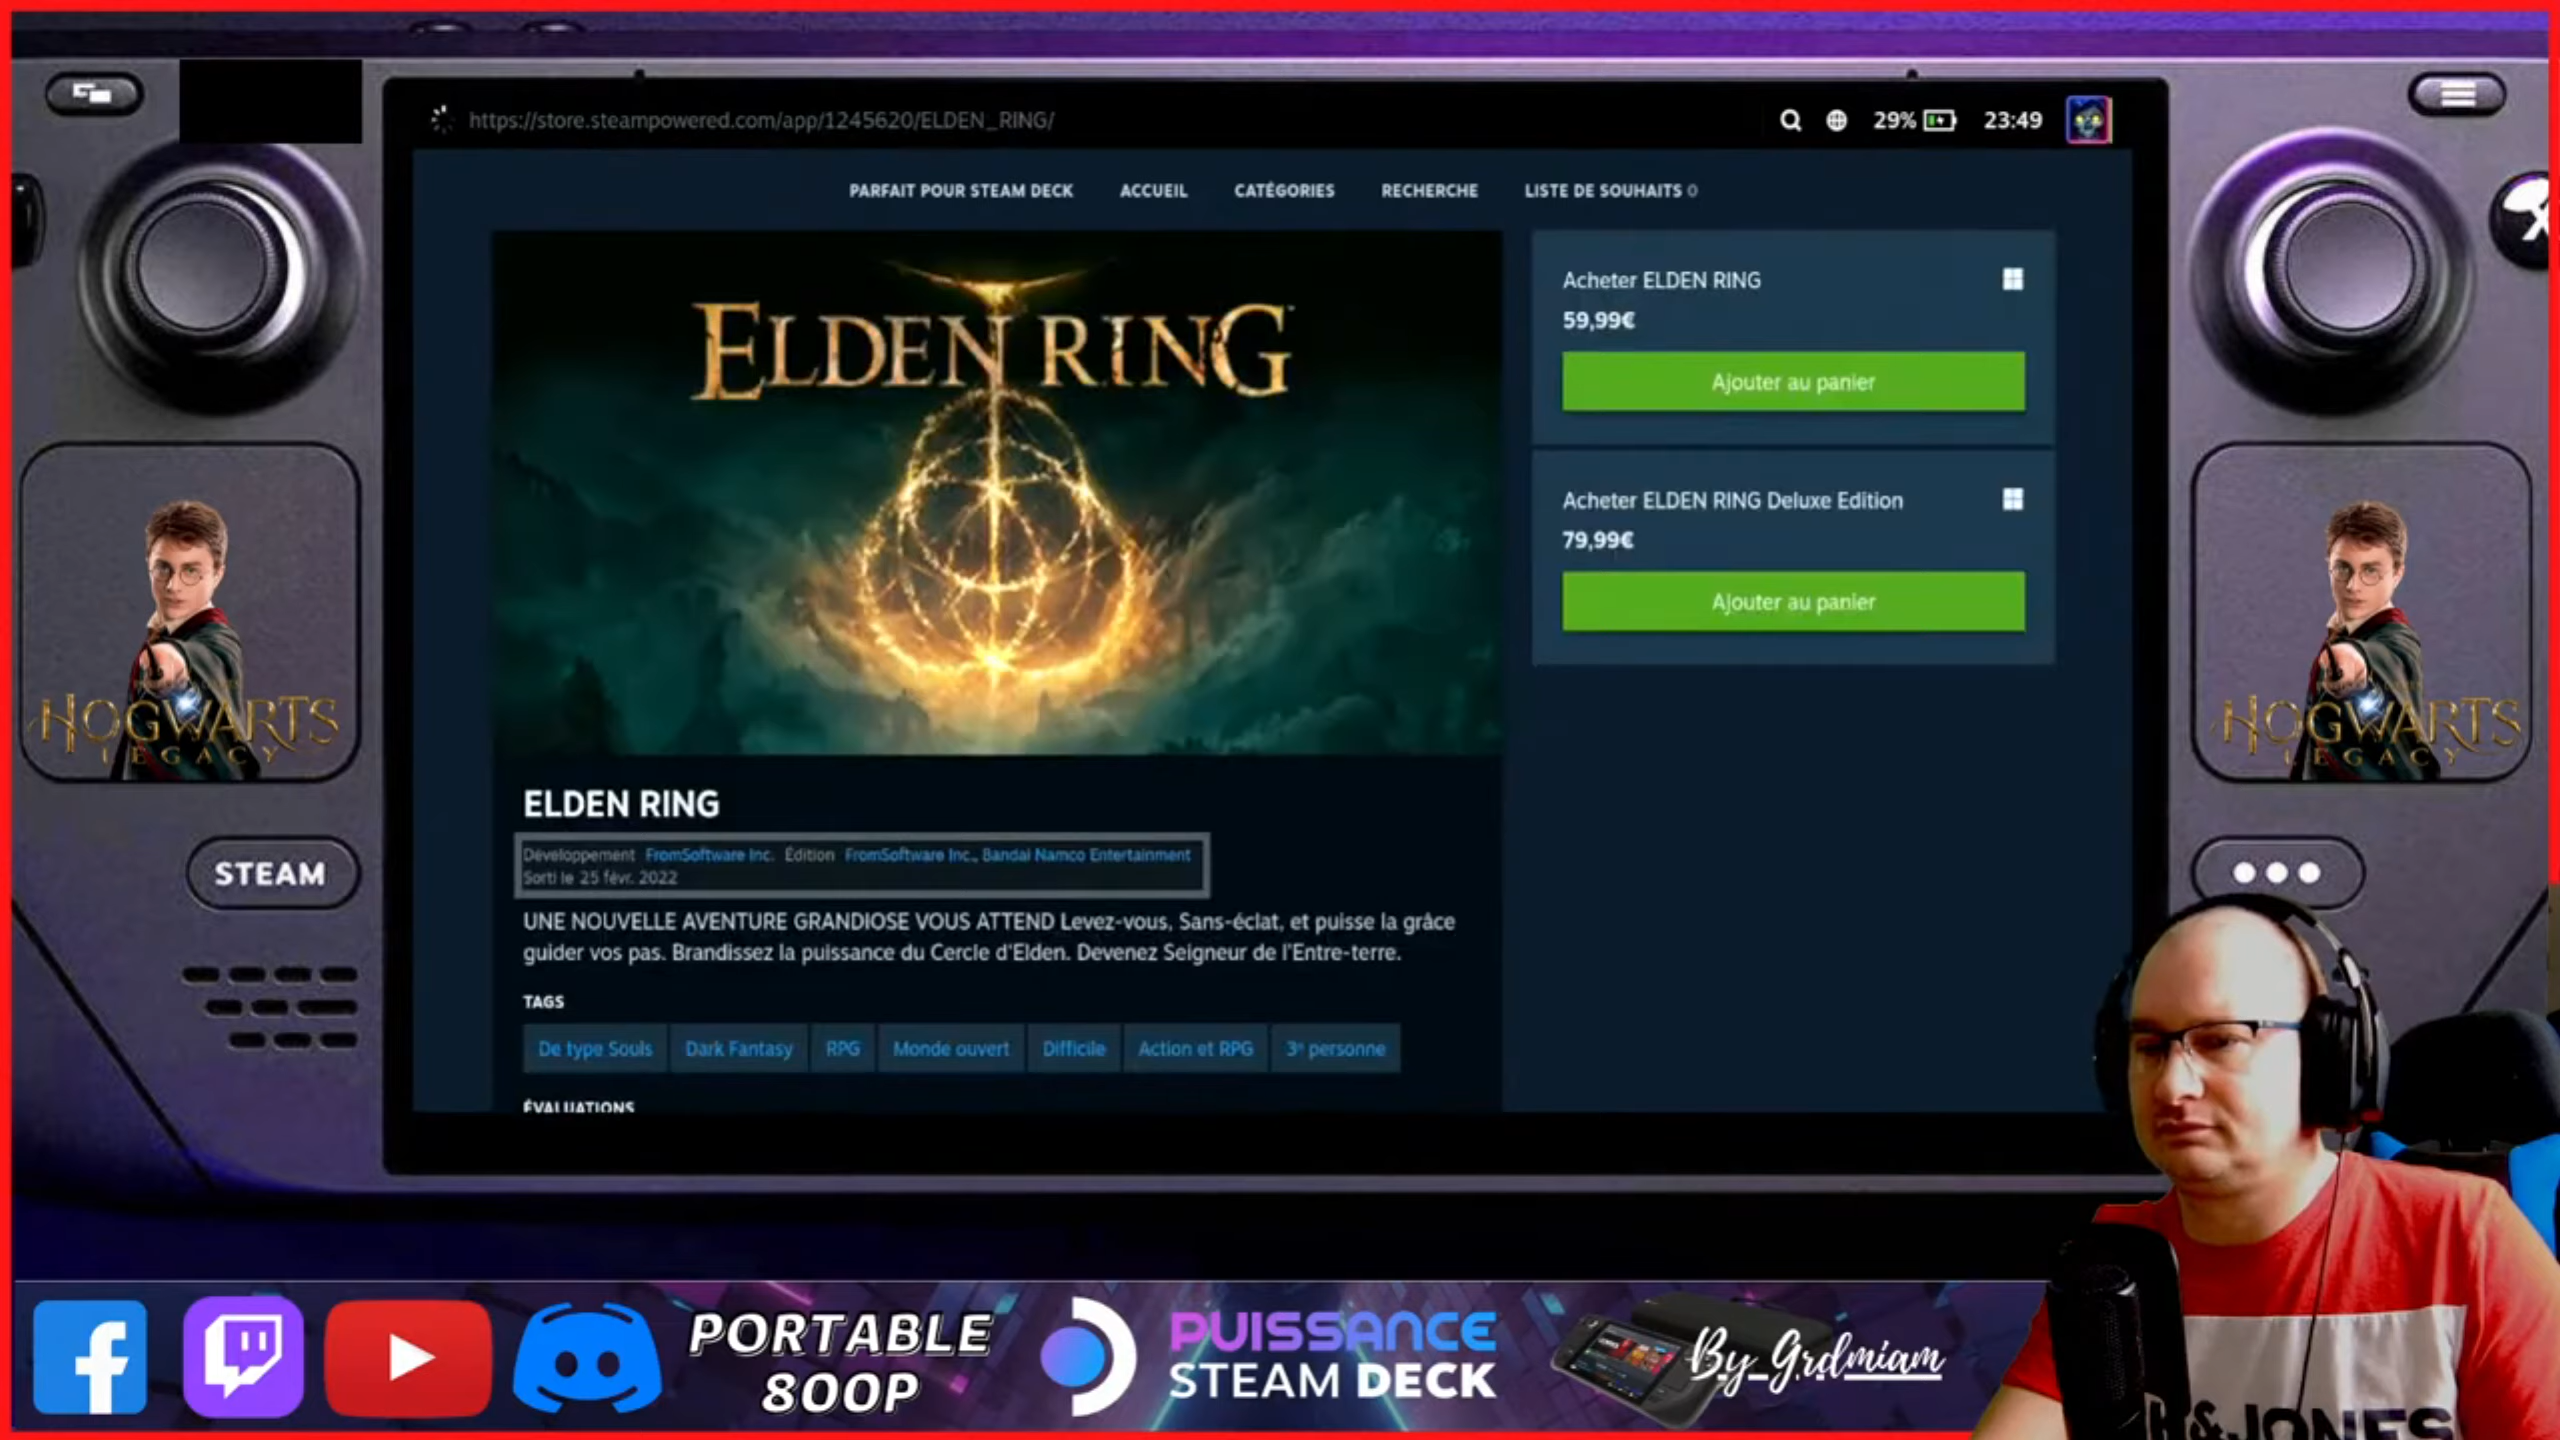 https://store.steampowered.com/app/1245620/ELDEN_RING/
29%
23:49
PARFAIT POUR STEAM DECK ACCUEIL CATÉGORIES RECHERCHE LISTE DE SOUHAITS 0
ELDEN RING
Acheter ELDEN RING
59,99€
Ajouter au panier
Acheter ELDEN RING Deluxe Edition
79,99€
Ajouter au panier
HOGWARTS
LEGACY
HOGWARTS
LEGACY
ELDEN RING
Développement FromSoftware Inc. Édition FromSoftware Inc., Bandai Namco Entertainment
Sorti le 25 févr. 2022
UNE NOUVELLE AVENTURE GRANDIOSE VOUS ATTEND Levez-vous, Sans-éclat, et puisse la grâce
guider vos pas. Brandissez la puissance du Cercle d'Elden. Devenez Seigneur de l'Entre-terre.
TAGS
De type Souls Dark Fantasy RPG Monde ouvert Difficile Action et RPG 3e personne
ÉVALUATIONS
STEAM
X
PORTABLE
800P
PUISSANCE
STEAM DECK
By_Grdmiam
&JONES